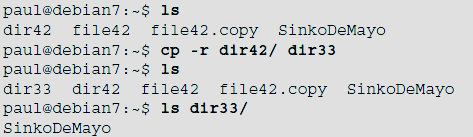 paul@debian7:~$ ls
dir42  file42  file42.copy  SinkoDeMayo
paul@debian7:~$ cp -r dir42/ dir33
paul@debian7:~$ ls
dir33  dir42  file42  file42.copy  SinkoDeMayo
paul@debian7:~$ ls dir33/
SinkoDeMayo